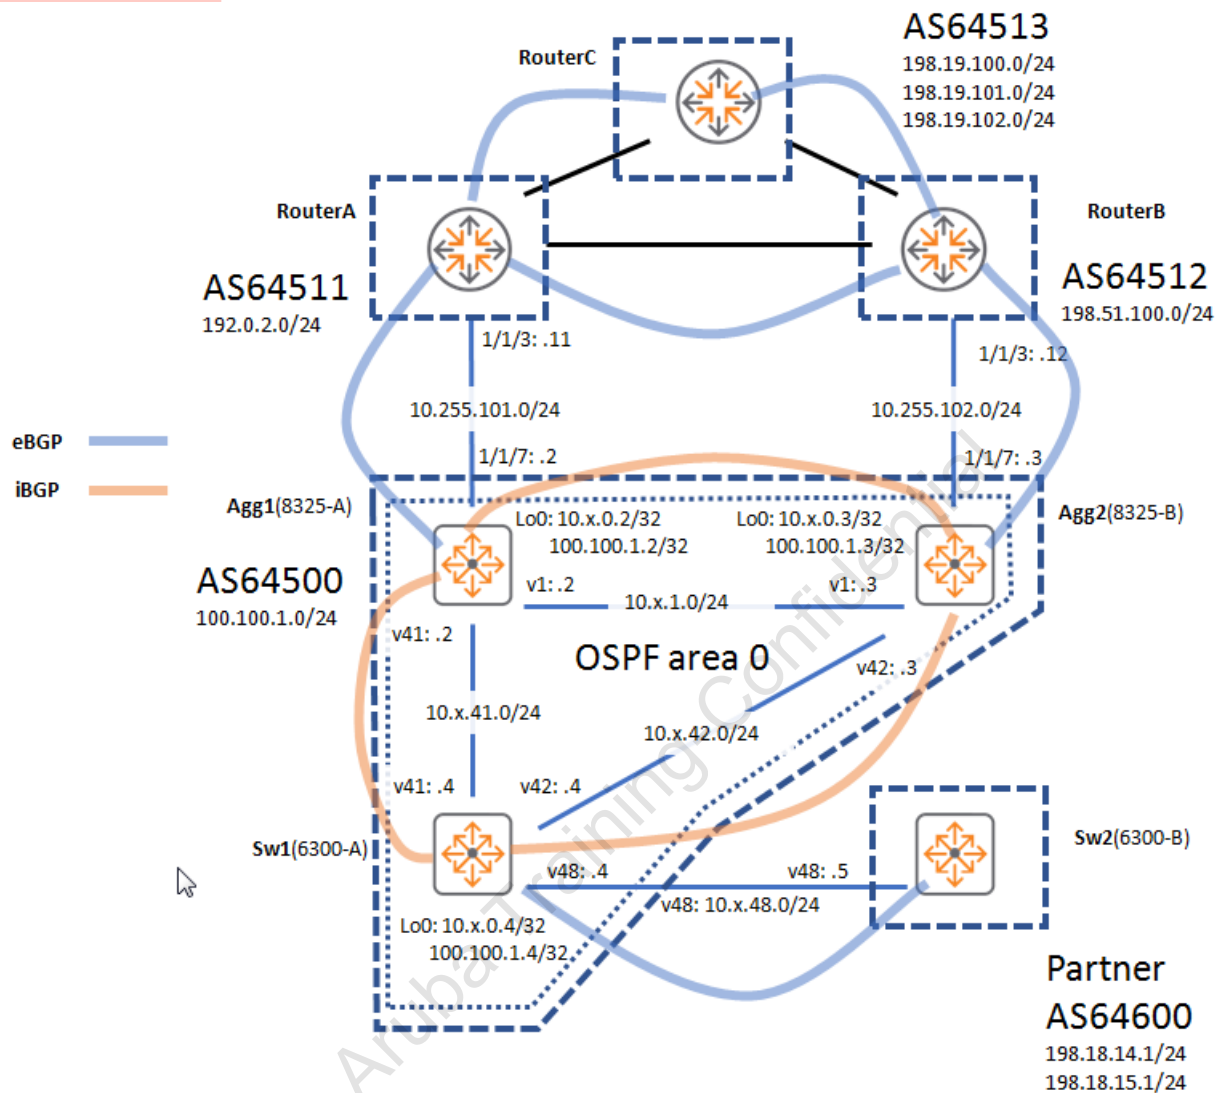 AS64513
RouterC
198.19.100.0/24
198.19.101.0/24
198.19.102.0/24
RouterA
RouterB
AS64511
192.0.2.0/24
AS64512
198.51.100.0/24
1/1/3: .11
1/1/3: .12
10.255.101.0/24
10.255.102.0/24
eBGP
iBGP
1/1/7: .2
1/1/7: .3
Agg1(8325-A)
Lo0: 10.x.0.2/32
100.100.1.2/32
Lo0: 10.x.0.3/32
100.100.1.3/32
Agg2(8325-B)
AS64500
100.100.1.0/24
v1: .2
10.x.1.0/24
v1: .3
v41: .2
OSPF area 0
v42: .3
10.x.41.0/24
10.x.42.0/24
v41: .4
v42: .4
Sw1(6300-A)
Sw2(6300-B)
v48: .4
v48: .5
v48: 10.x.48.0/24
Lo0: 10.x.0.4/32
100.100.1.4/32
Partner
AS64600
198.18.14.1/24
198.18.15.1/24
Aruba Training-Confidential